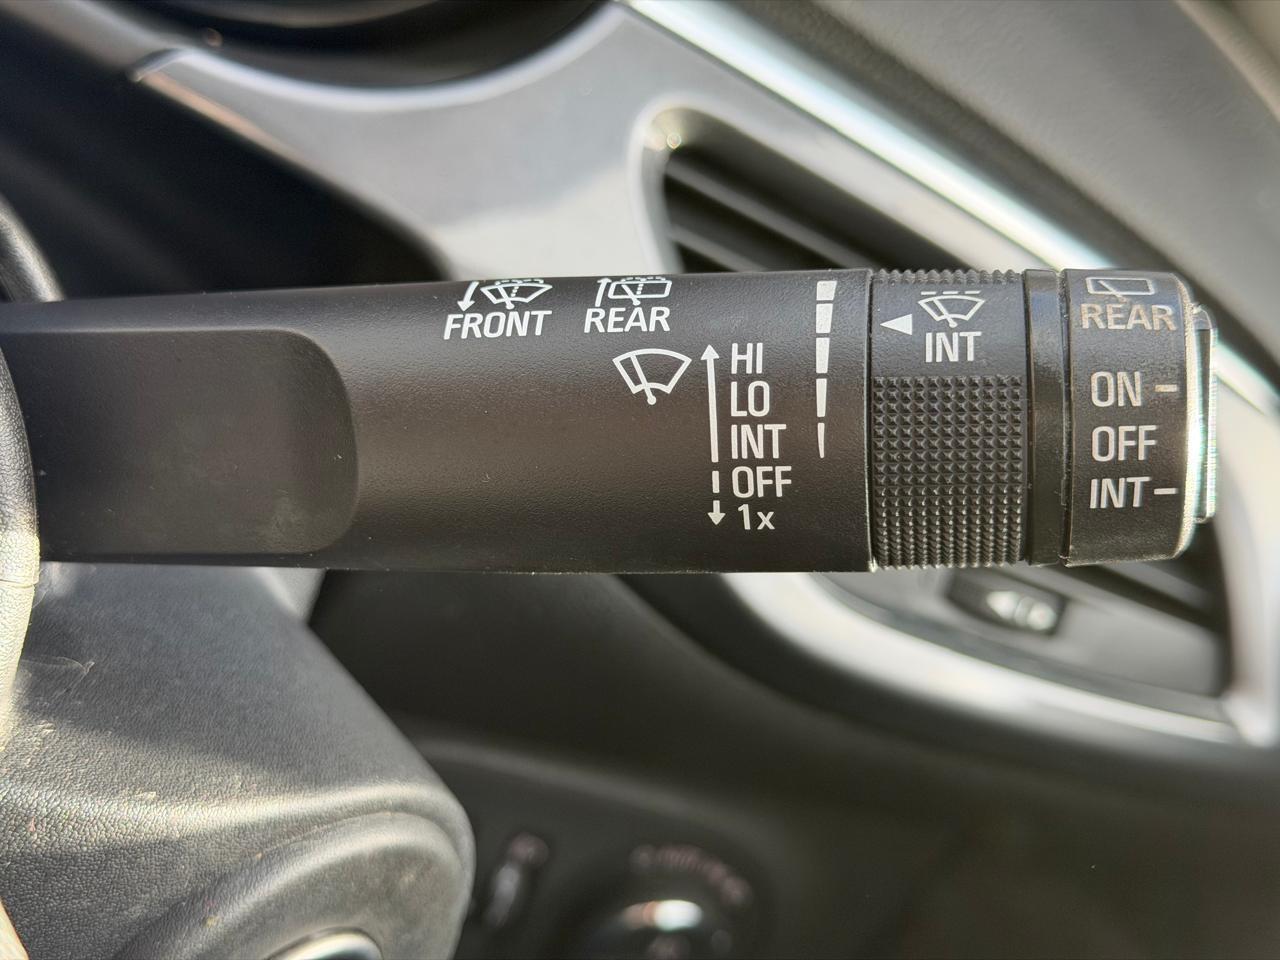 FRONT
REAR
HI
LO
INT
OFF
1x
INT
REAR
ON
OFF
INT